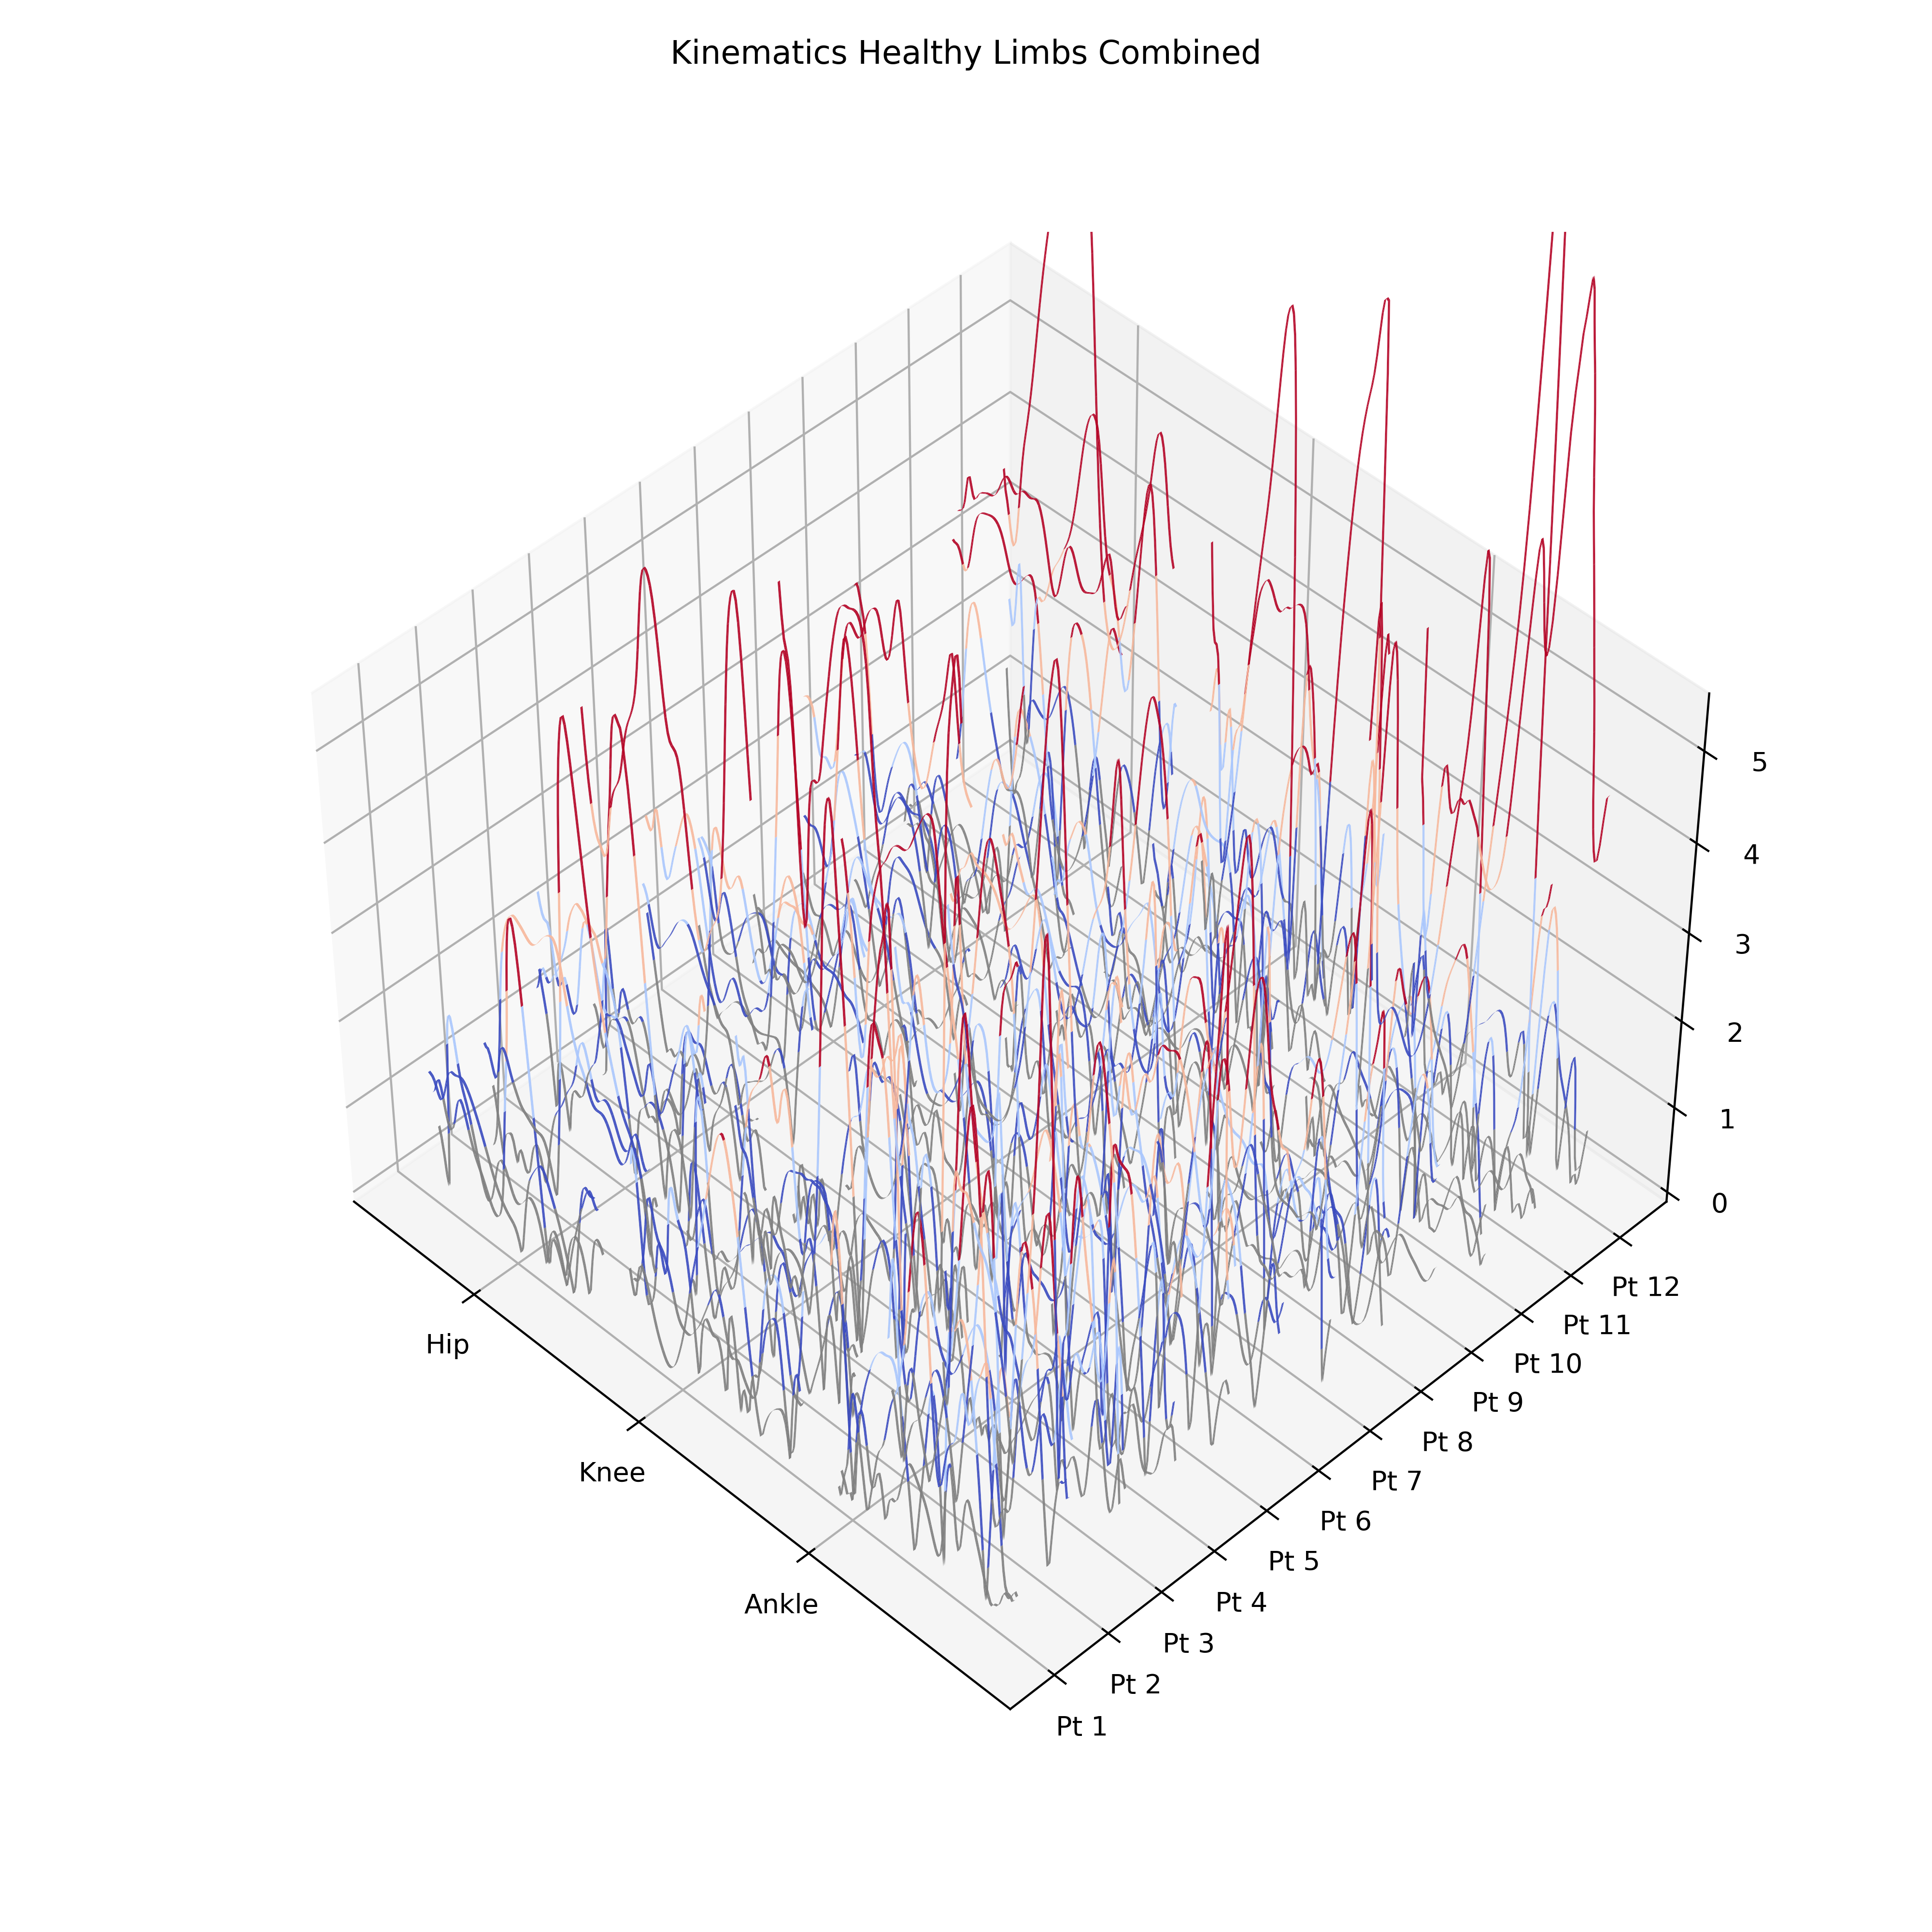 Kinematics Healthy Limbs Combined
5
4
3
2
1
0
Pt 12
Pt 11
Pt 10
Pt 9
Pt 8
Pt 7
Pt 6
Pt 5
Pt 4
Pt 3
Pt 2
Pt 1
Hip
Knee
Ankle